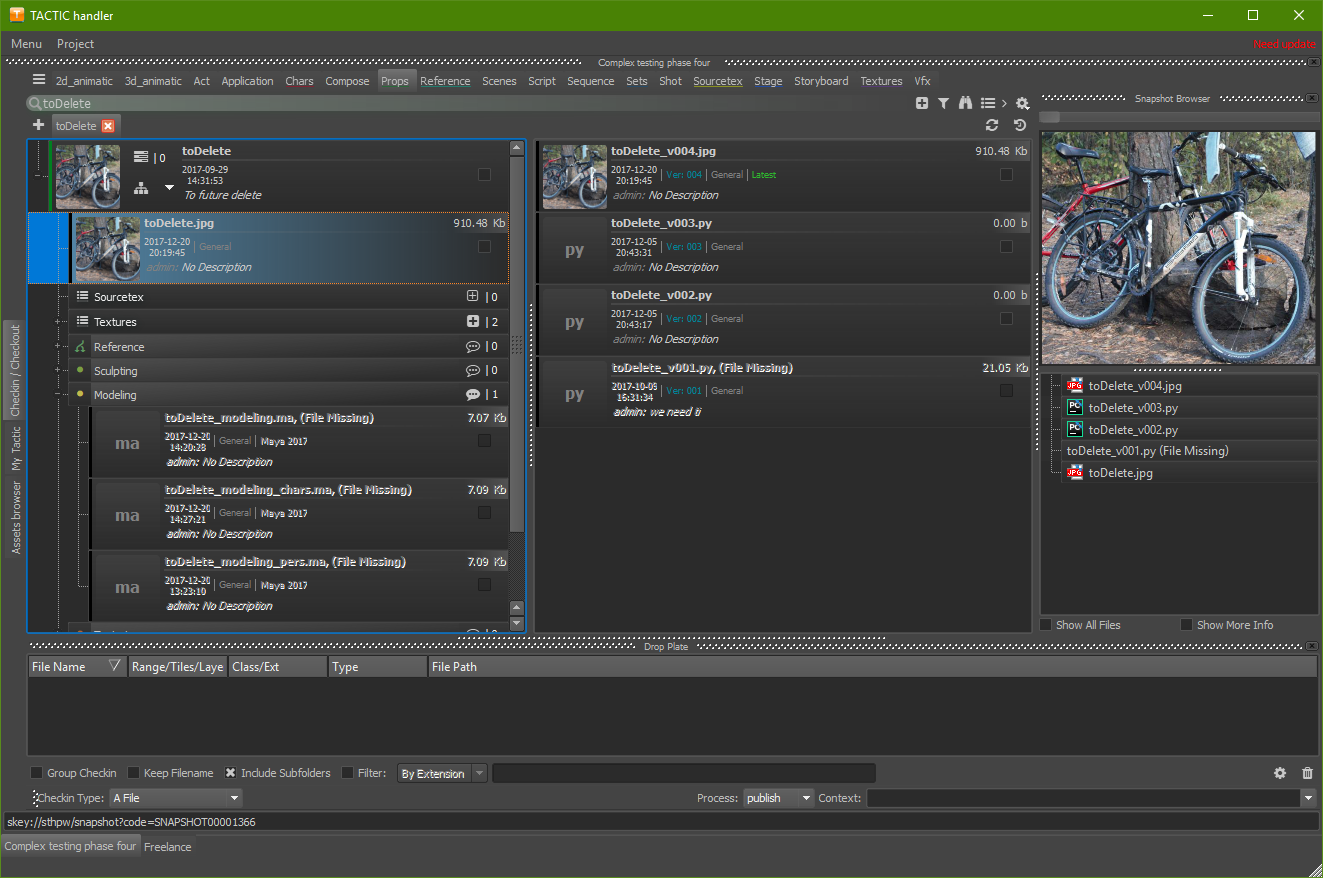 TACTIC handler
Menu Project
Need update
Complex testing phase four
2d_animatic 3d_animatic Act Application Chars Compose Props Reference Scenes Script Sequence Sets Shot Sourcetex Stage Storyboard Textures Vfx
toDelete
toDelete
toDelete
| 0
2017-09-29
14:31:53
To future delete
toDelete.jpg 910.48 Kb
2017-12-20
20:19:45 | General
admin: No Description
Sourcetex | 0
Textures | 2
Reference | 0
Sculpting | 0
Modeling | 1
ma
toDelete_modeling.ma, (File Missing) 7.07 Kb
2017-12-20
14:20:28 | General | Maya 2017
admin: No Description
ma
toDelete_modeling_chars.ma, (File Missing) 7.09 Kb
2017-12-20
14:27:21 | General | Maya 2017
admin: No Description
ma
toDelete_modeling_pers.ma, (File Missing) 7.09 Kb
2017-12-20
13:23:10 | General | Maya 2017
admin: No Description
toDelete_v004.jpg 910.48 Kb
2017-12-20
20:19:45 | Ver: 004 | General | Latest
admin: No Description
py
toDelete_v003.py 0.00 b
2017-12-05
20:43:31 | Ver: 003 | General
admin: No Description
py
toDelete_v002.py 0.00 b
2017-12-05
20:43:17 | Ver: 002 | General
admin: No Description
py
toDelete_v001.py, (File Missing) 21.05 Kb
2017-10-03
16:31:34 | Ver: 001 | General
admin: we need ti
Snapshot Browser
toDelete_v004.jpg
toDelete_v003.py
toDelete_v002.py
toDelete_v001.py (File Missing)
toDelete.jpg
Show All Files Show More Info
Checkin / Checkout
My Tactic
Assets browser
Drop Plate
File Name Range/Tiles/Laye Class/Ext Type File Path
Group Checkin Keep Filename Include Subfolders Filter: By Extension
Checkin Type: A File Process: publish Context:
skey://sthpw/snapshot?code=SNAPSHOT00001366
Complex testing phase four Freelance